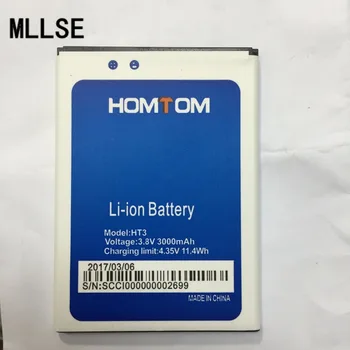 MLLSE
HOMTOM
Li-ion Battery
Model:HT3
Voltage:3.8V 3000mAh
Charging limit:4.35V 11.4Wh
2017/03/06
S/N:SCCI000000002699
MADE IN CHINA